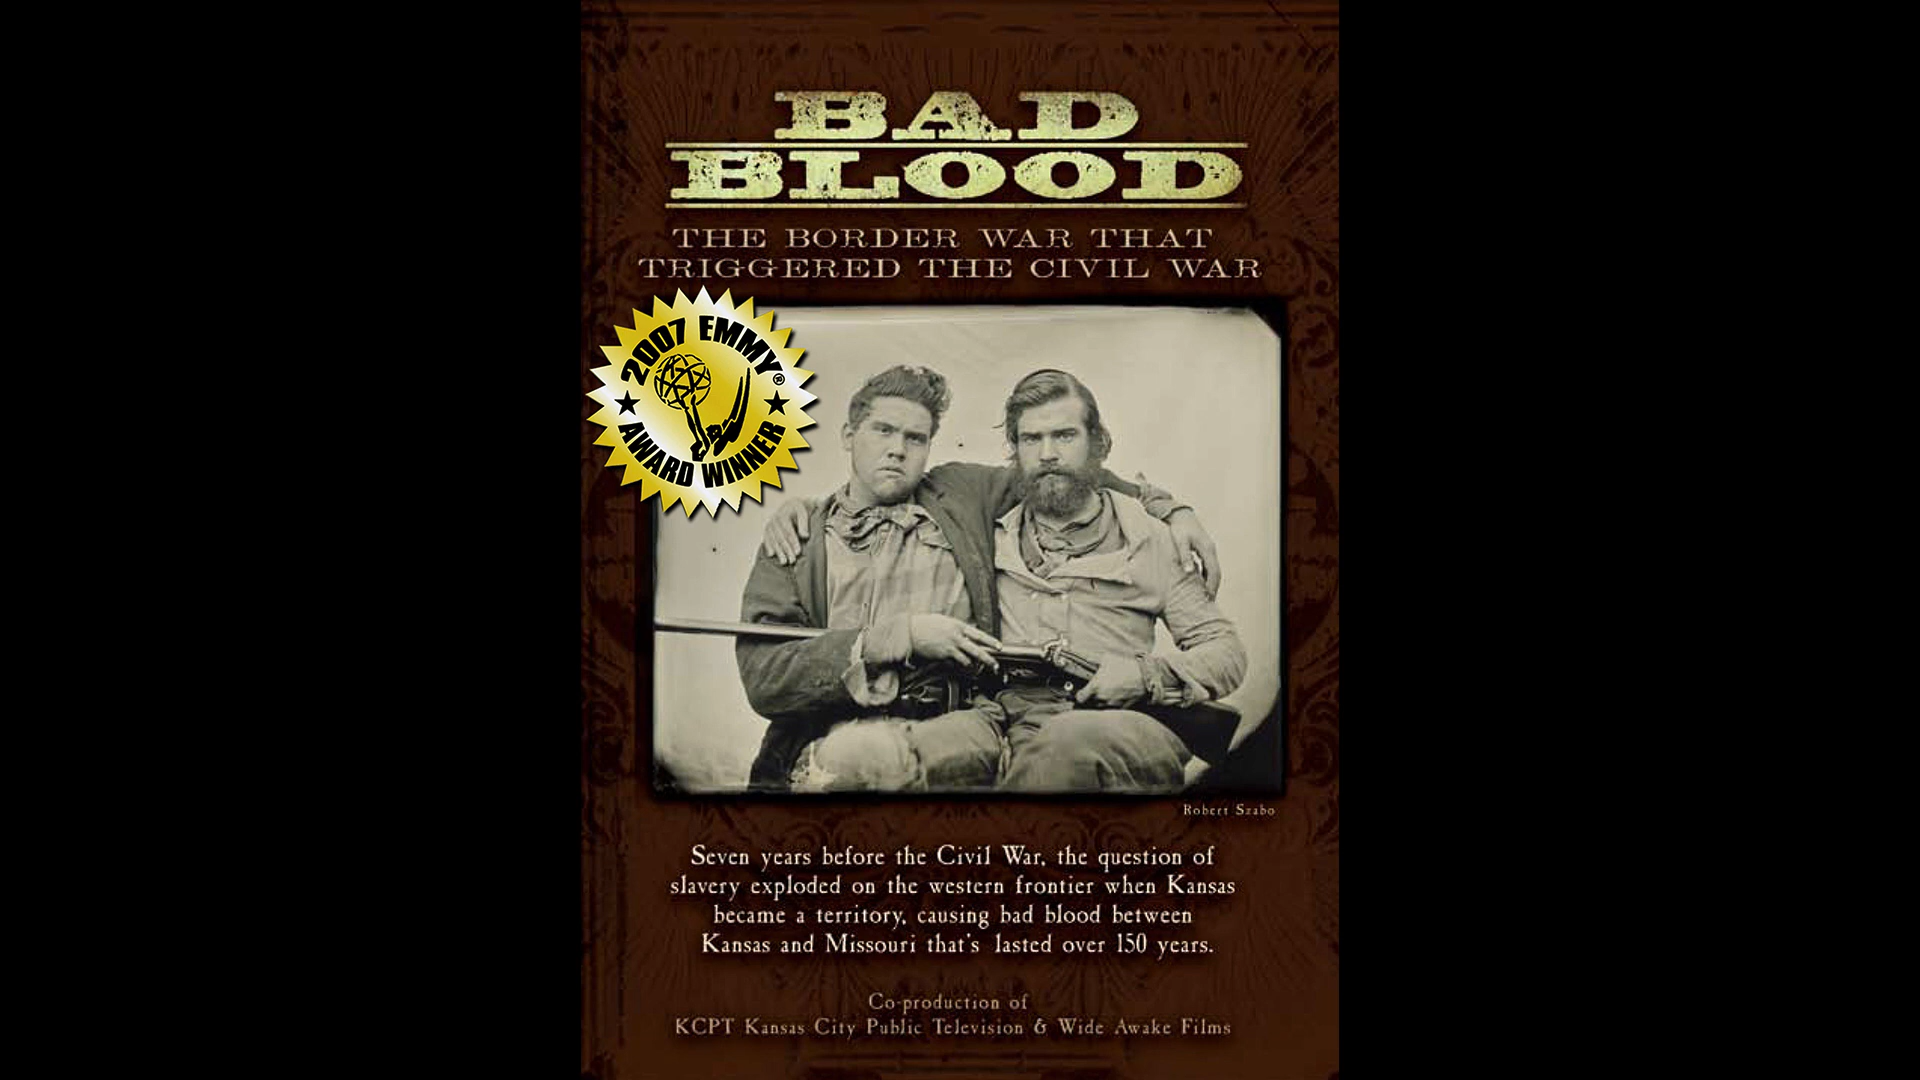 BAD
BLOOD
THE BORDER WAR THAT
TRIGGERED THE CIVIL WAR
2007 EMMY®
AWARD WINNER
Robert Szabo
Seven years before the Civil War, the question of
slavery exploded on the western frontier when Kansas
became a territory, causing bad blood between
Kansas and Missouri that's lasted over 150 years.
Co-production of
KCPT Kansas City Public Television & Wide Awake Films